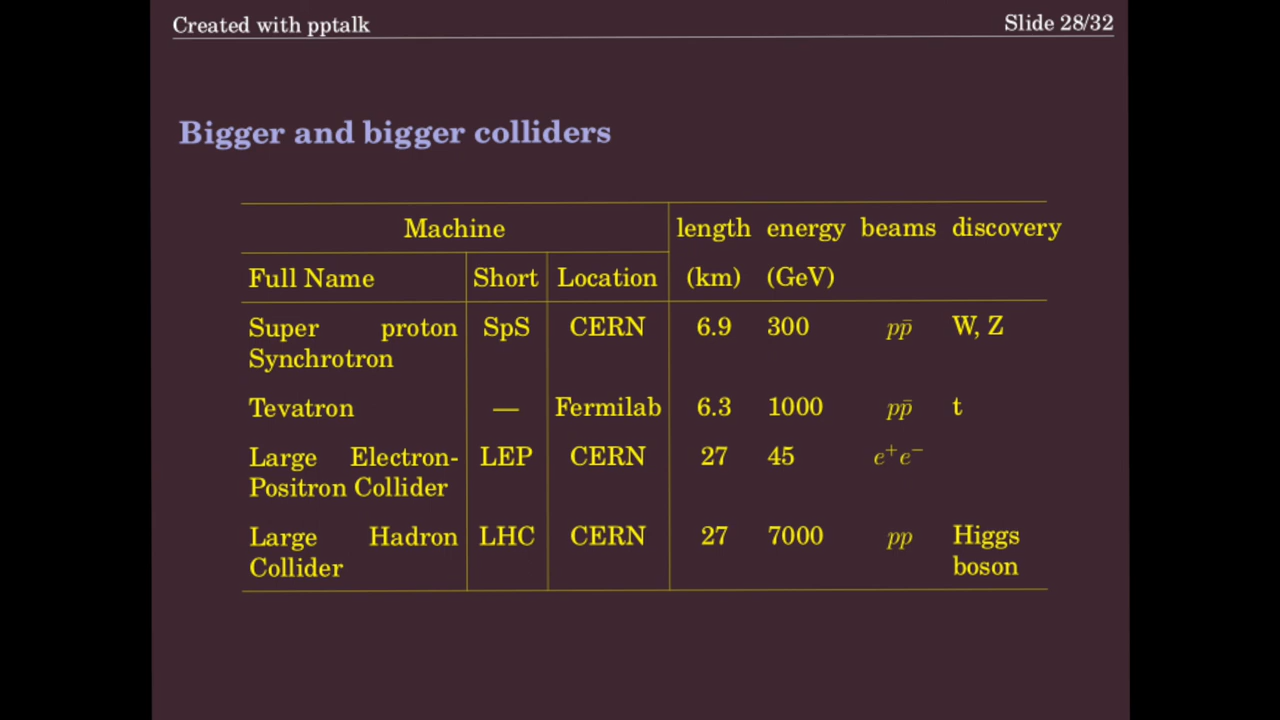 Created with pptalk Slide 28/32
Bigger and bigger colliders
Machine length energy beams discovery
Full Name Short Location (km) (GeV)
Super proton SpS CERN 6.9 300 pp̄ W, Z
Synchrotron
Tevatron — Fermilab 6.3 1000 pp̄ t
Large Electron- LEP CERN 27 45 e⁺e⁻
Positron Collider
Large Hadron LHC CERN 27 7000 pp Higgs
Collider boson